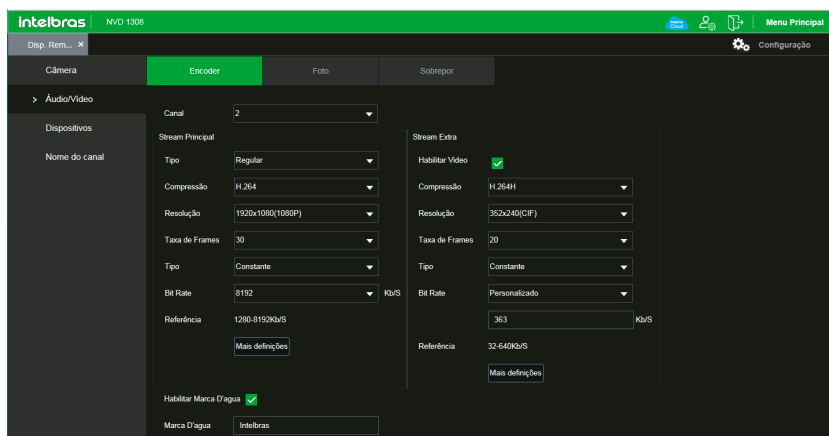 intelbras NVD 1308 Menu Principal
Disp. Rem... × Configuração
Câmera
> Áudio/Vídeo
Dispositivos
Nome do canal
Encoder Foto Sobrepor
Canal 2
Stream Principal
Tipo Regular
Compressão H.264
Resolução 1920x1080(1080P)
Taxa de Frames 30
Tipo Constante
Bit Rate 8192 Kb/S
Referência 1280-8192Kb/S
Mais definições
Stream Extra
Habilitar Video
Compressão H.264H
Resolução 352x240(CIF)
Taxa de Frames 20
Tipo Constante
Bit Rate Personalizado
363 Kb/S
Referência 32-640Kb/S
Mais definições
Habilitar Marca D'agua
Marca D'agua Intelbras